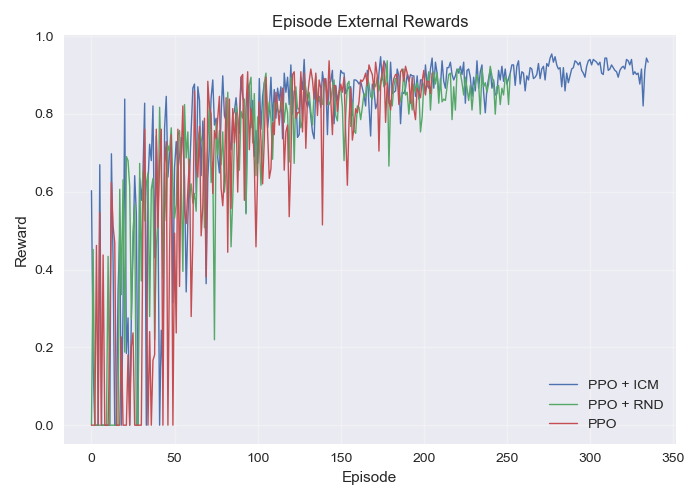 Episode External Rewards
1.0
0.8
0.6
0.4
0.2
0.0
Reward
0 50 100 150 200 250 300 350
Episode
PPO + ICM
PPO + RND
PPO